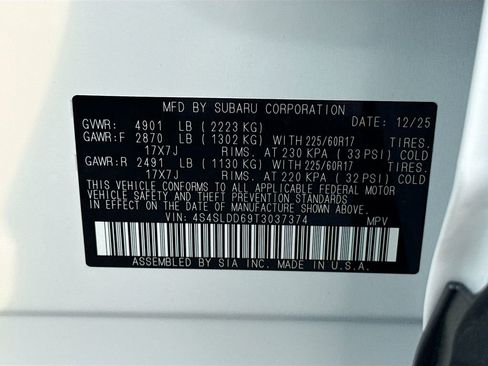 MFD BY SUBARU CORPORATION
GVWR: 4901 LB ( 2223 KG) DATE: 12/25
GAWR:F 2870 LB ( 1302 KG) WITH 225/60R17 TIRES.
17X7J RIMS. AT 230 KPA ( 33 PSI) COLD
GAWR:R 2491 LB ( 1130 KG) WITH 225/60R17 TIRES.
17X7J RIMS. AT 220 KPA ( 32 PSI) COLD
THIS VEHICLE CONFORMS TO ALL APPLICABLE FEDERAL MOTOR
VEHICLE SAFETY AND THEFT PREVENTION STANDARDS IN EFFECT
ON THE DATE OF MANUFACTURE SHOWN ABOVE.
VIN: 4S4SLDD69T3037374 MPV
ASSEMBLED BY SIA INC. MADE IN U.S.A.